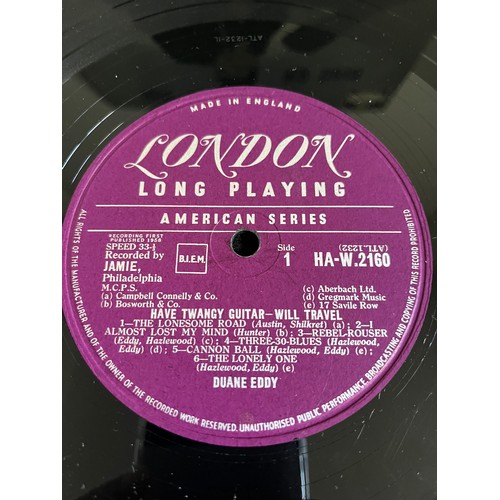 ATL-1232-1L
MADE IN ENGLAND
LONDON
LONG PLAYING
AMERICAN SERIES
RECORDING FIRST
PUBLISHED 1958
SPEED 33⅓
Recorded by
JAMIE,
Philadelphia
M.C.P.S.
B.I.E.M.
Side
1
(ATL.1232)
HA-W.2160
(a) Campbell Connelly & Co.
(b) Bosworth & Co.
(c) Aberbach Ltd.
(d) Gregmark Music
(e) 17 Savile Row
HAVE TWANGY GUITAR—WILL TRAVEL
1—THE LONESOME ROAD (Austin, Shilkret) (a) ; 2—I
ALMOST LOST MY MIND (Hunter) (b) ; 3—REBEL-ROUSER
(Eddy, Hazlewood) (c) ; 4—THREE-30-BLUES (Hazlewood,
Eddy) (d) ; 5—CANNON BALL (Hazlewood, Eddy) (e) ;
6—THE LONELY ONE
(Hazlewood, Eddy) (e)
DUANE EDDY
ALL RIGHTS OF THE MANUFACTURER AND OF THE OWNER OF THE RECORDED WORK RESERVED. UNAUTHORISED PUBLIC PERFORMANCE BROADCASTING AND COPYING OF THIS RECORD PROHIBITED